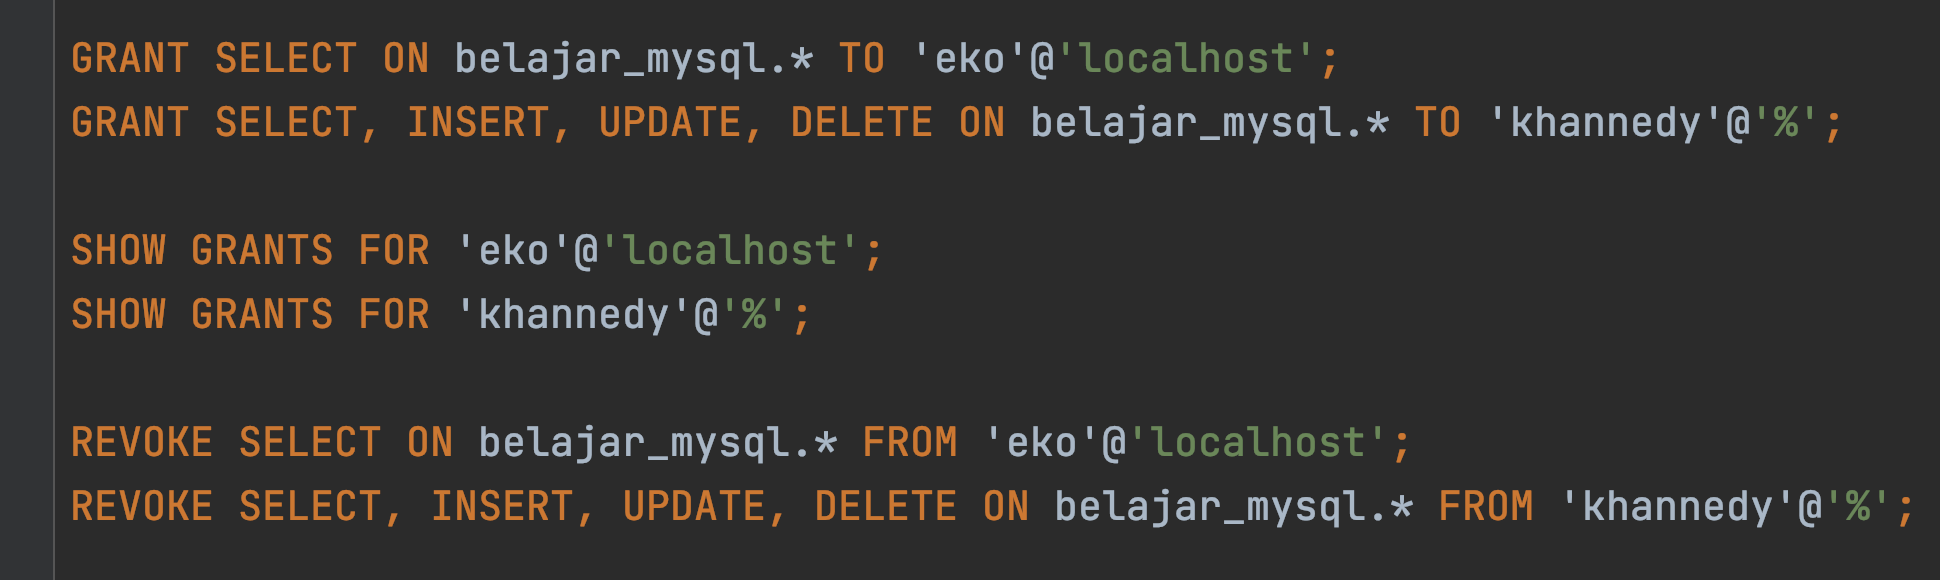 GRANT SELECT ON belajar_mysql.* TO 'eko'@'localhost';
GRANT SELECT, INSERT, UPDATE, DELETE ON belajar_mysql.* TO 'khannedy'@'%';
SHOW GRANTS FOR 'eko'@'localhost';
SHOW GRANTS FOR 'khannedy'@'%';
REVOKE SELECT ON belajar_mysql.* FROM 'eko'@'localhost';
REVOKE SELECT, INSERT, UPDATE, DELETE ON belajar_mysql.* FROM 'khannedy'@'%';